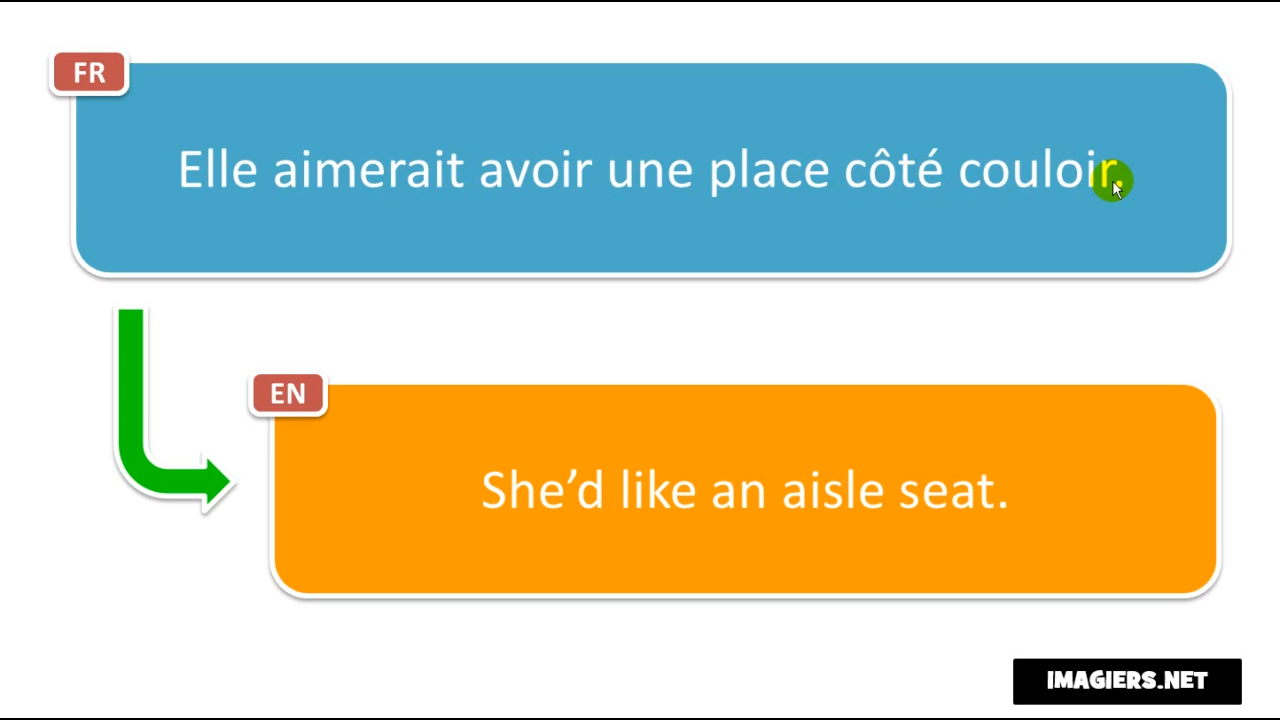 FR
Elle aimerait avoir une place côté couloir.
EN
She’d like an aisle seat.
IMAGIERS.NET